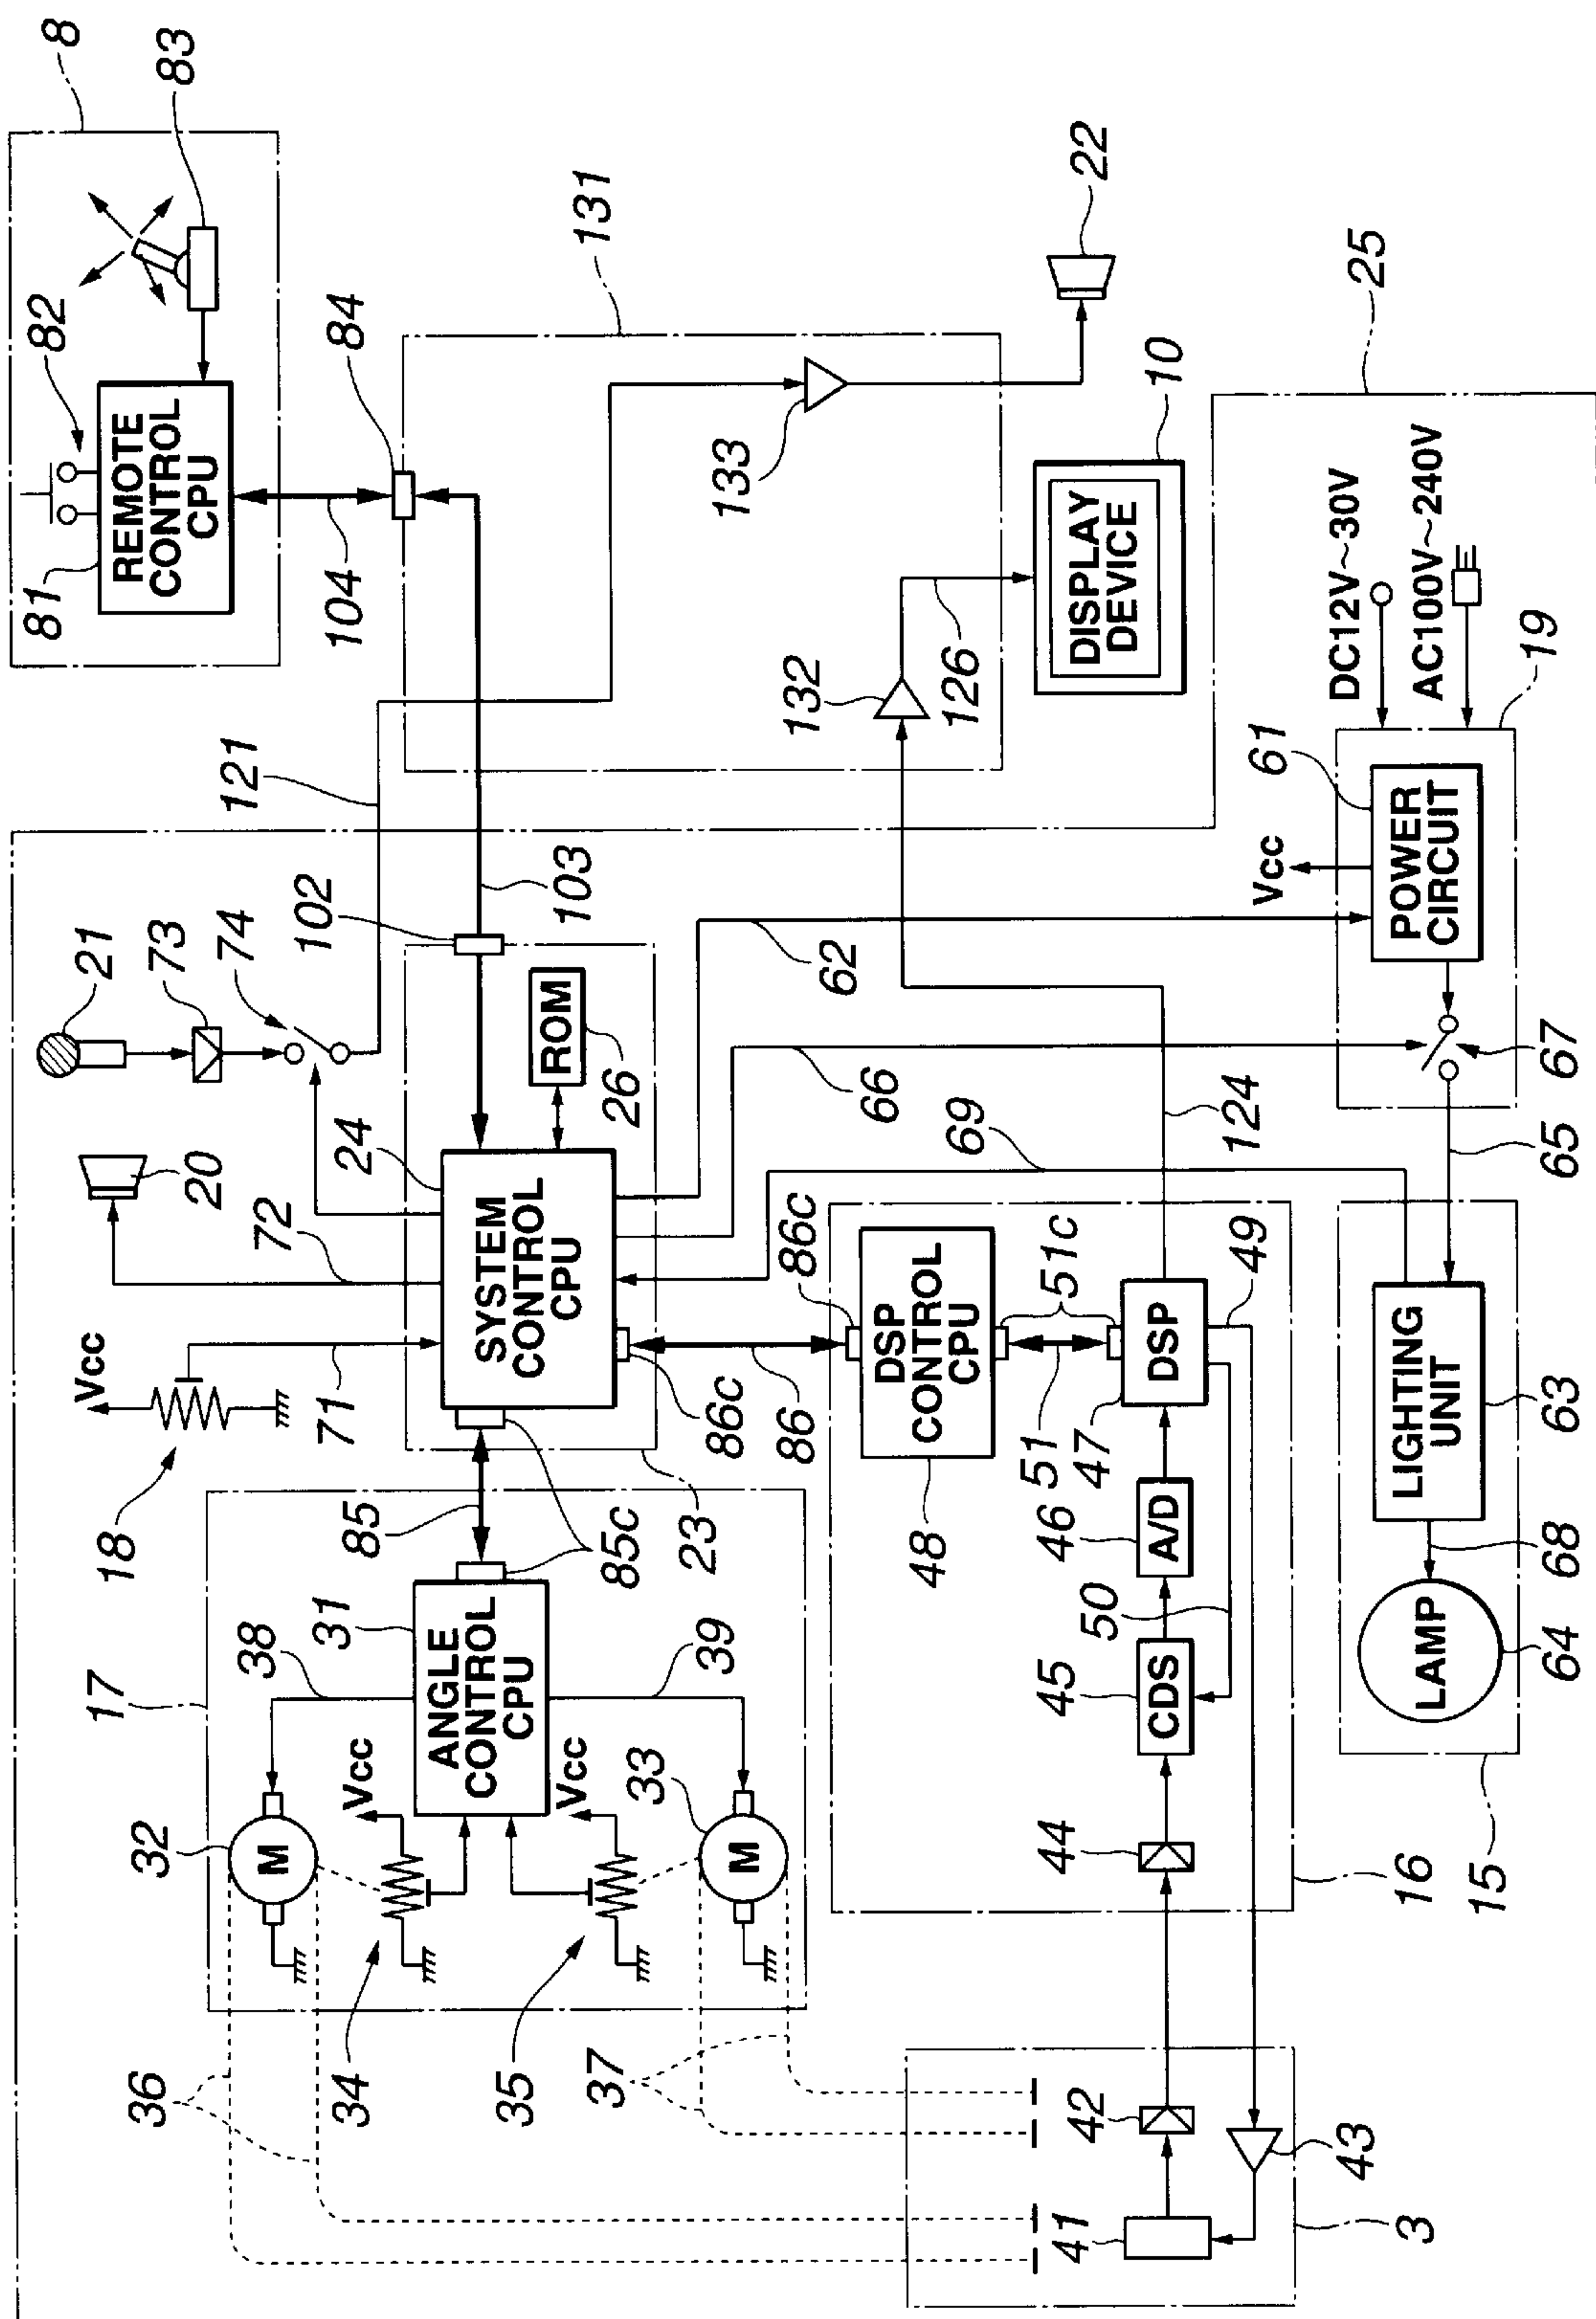 8
83
82
81
REMOTE
CONTROL
CPU
104
84
131
22
133
10
DISPLAY
DEVICE
132
126
25
DC12V~30V
AC100V~240V
19
61
POWER
CIRCUIT
Vcc
67
65
121
21
73
74
102
103
ROM
26
62
66
69
124
24
20
72
SYSTEM
CONTROL
CPU
Vcc
71
18
86c
86c
86
85
85c
23
DSP
CONTROL
CPU
48
51c
51
DSP
47
49
A/D
46
50
CDS
45
44
16
LIGHTING
UNIT
63
68
LAMP
64
15
17
38
31
ANGLE
CONTROL
CPU
39
32
M
Vcc
Vcc
33
M
36
34
35
37
42
41
43
3